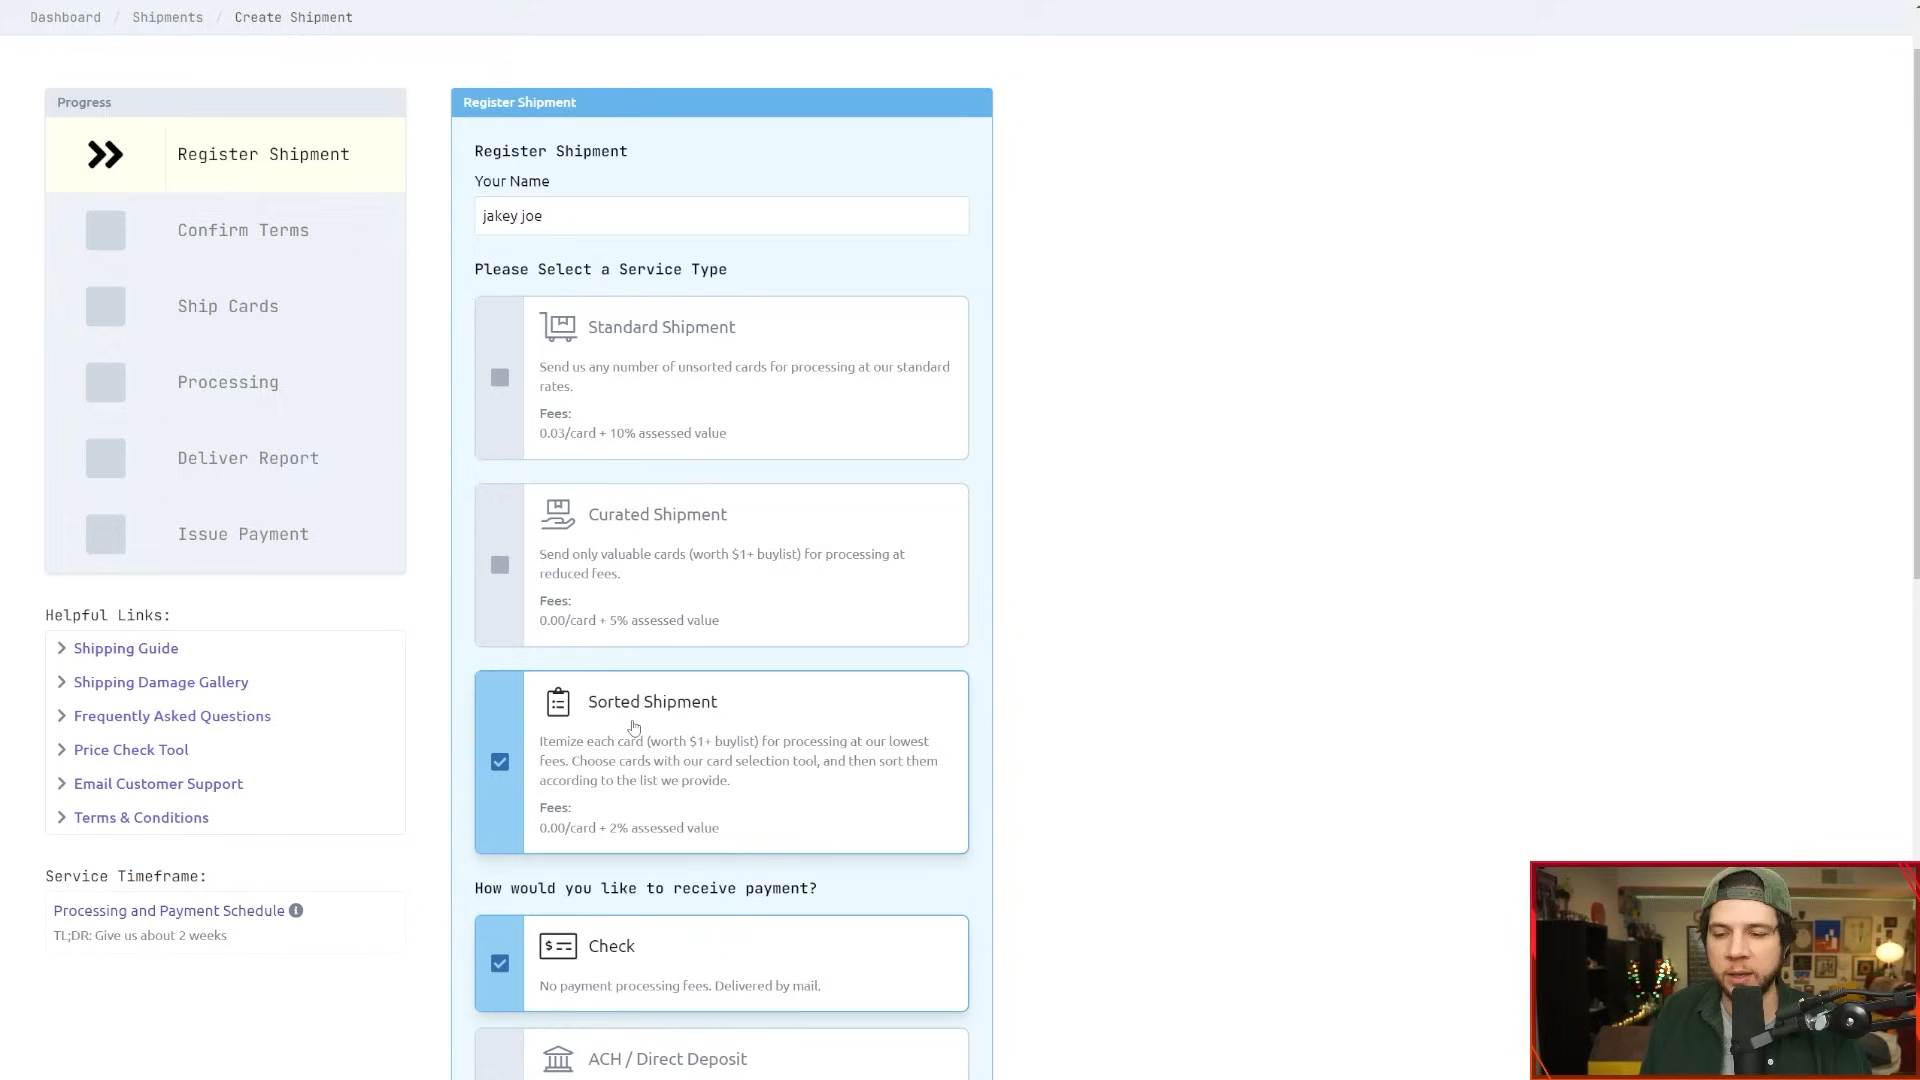 Dashboard / Shipments / Create Shipment
Progress
Register Shipment
Confirm Terms
Ship Cards
Processing
Deliver Report
Issue Payment
Helpful Links:
Shipping Guide
Shipping Damage Gallery
Frequently Asked Questions
Price Check Tool
Email Customer Support
Terms & Conditions
Service Timeframe:
Processing and Payment Schedule
TL;DR: Give us about 2 weeks
Register Shipment
Register Shipment
Your Name
jakey joe
Please Select a Service Type
Standard Shipment
Send us any number of unsorted cards for processing at our standard
rates.
Fees:
0.03/card + 10% assessed value
Curated Shipment
Send only valuable cards (worth $1+ buylist) for processing at
reduced fees.
Fees:
0.00/card + 5% assessed value
Sorted Shipment
Itemize each card (worth $1+ buylist) for processing at our lowest
fees. Choose cards with our card selection tool, and then sort them
according to the list we provide.
Fees:
0.00/card + 2% assessed value
How would you like to receive payment?
Check
No payment processing fees. Delivered by mail.
ACH / Direct Deposit